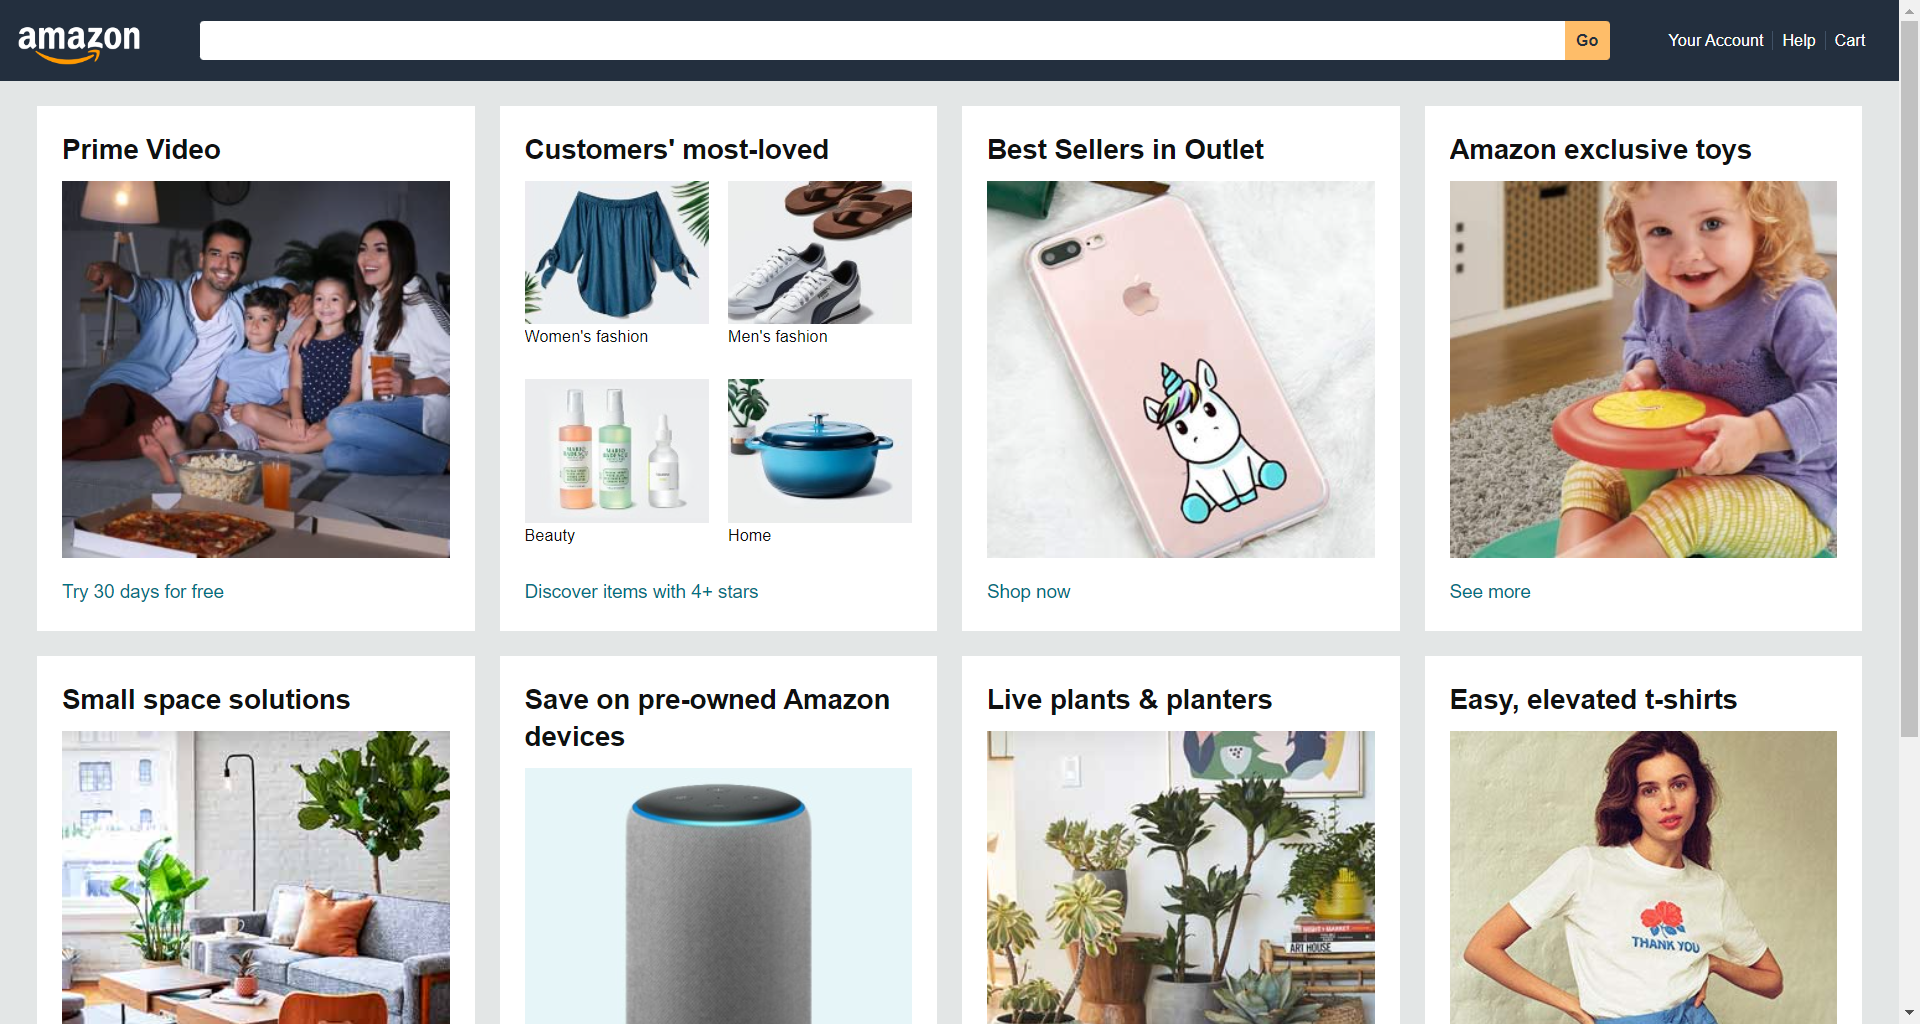 amazon
Go
Your Account
Help
Cart
Prime Video
Customers' most-loved
Best Sellers in Outlet
Amazon exclusive toys
Women's fashion
Men's fashion
Beauty
Home
Try 30 days for free
Discover items with 4+ stars
Shop now
See more
Small space solutions
Save on pre-owned Amazon
devices
Live plants & planters
Easy, elevated t-shirts
ART HOUSE
THANK YOU